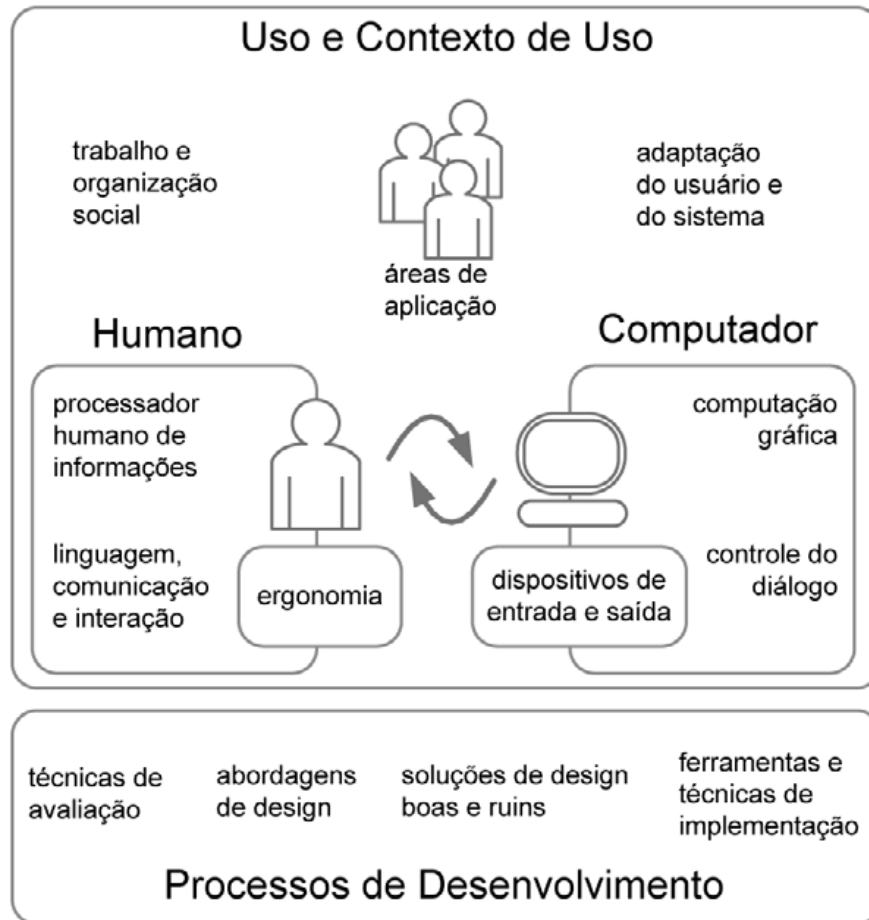 Uso e Contexto de Uso
trabalho e
organização
social
áreas de
aplicação
adaptação
do usuário e
do sistema
Humano
processador
humano de
informações
linguagem,
comunicação
e interação
ergonomia
Computador
computação
gráfica
dispositivos de
entrada e saída
controle do
diálogo
técnicas de
avaliação
abordagens
de design
soluções de design
boas e ruins
ferramentas e
técnicas de
implementação
Processos de Desenvolvimento